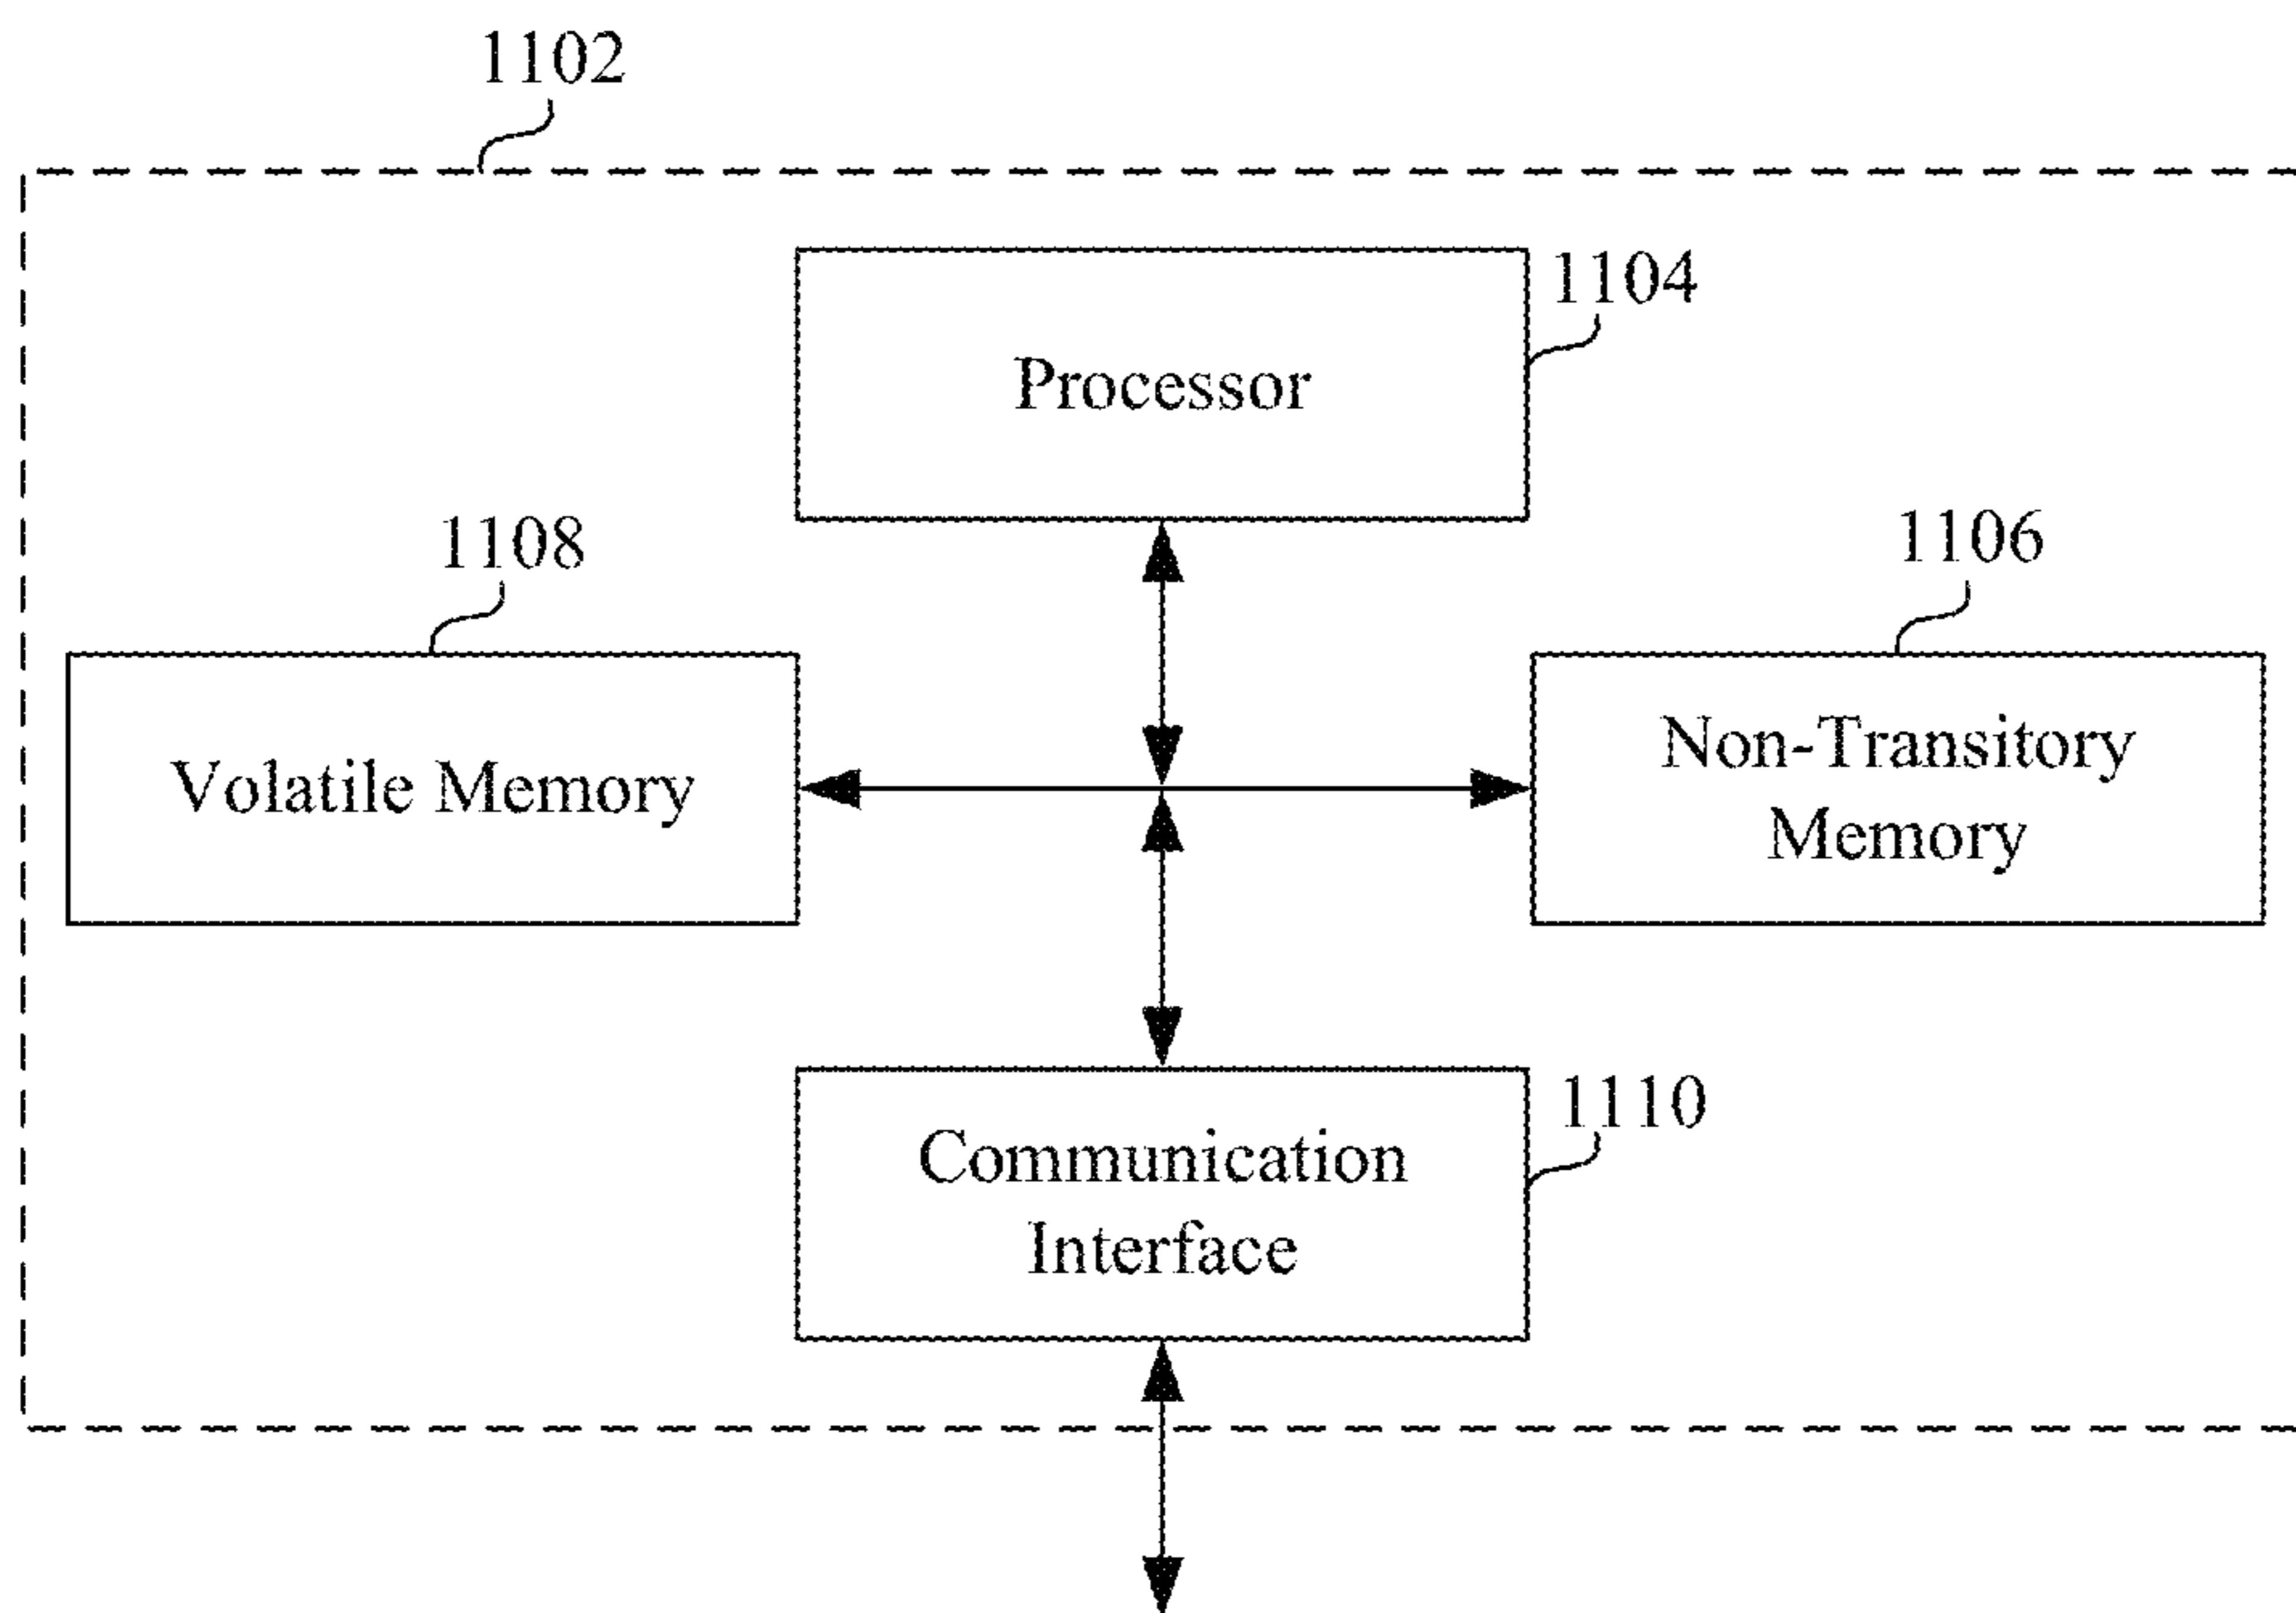 1102
Processor
1104
1108
1106
Volatile Memory
Non-Transitory
Memory
Communication
Interface
1110